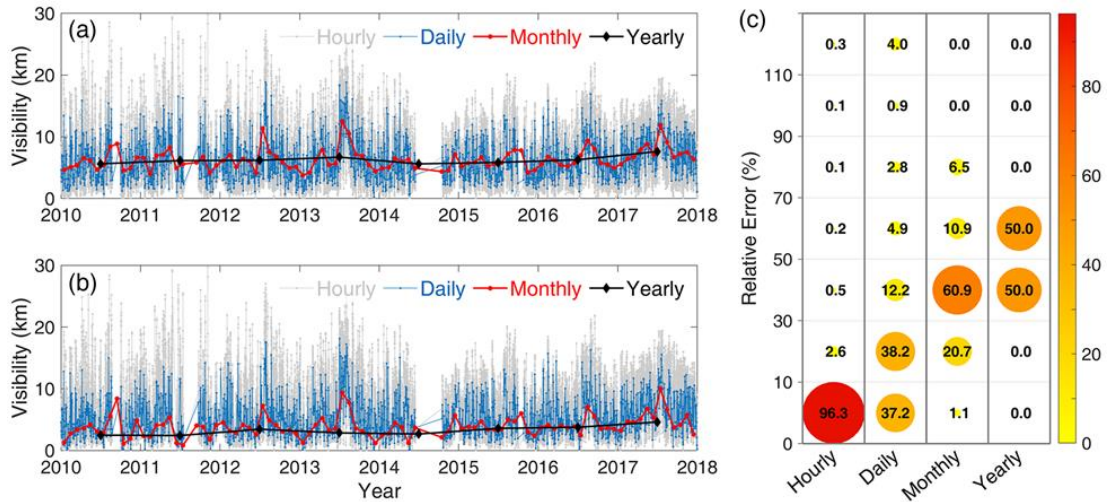 (a)
Hourly Daily Monthly Yearly
Visibility (km)
30
20
10
0
2010 2011 2012 2013 2014 2015 2016 2017 2018
(b)
Hourly Daily Monthly Yearly
Visibility (km)
30
20
10
0
2010 2011 2012 2013 2014 2015 2016 2017 2018
Year
(c)
Relative Error (%)
0.3 4.0 0.0 0.0
110
0.1 0.9 0.0 0.0
90
0.1 2.8 6.5 0.0
70
0.2 4.9 10.9 50.0
50
0.5 12.2 60.9 50.0
30
2.6 38.2 20.7 0.0
10
96.3 37.2 1.1 0.0
0
Hourly Daily Monthly Yearly
80
60
40
20
0